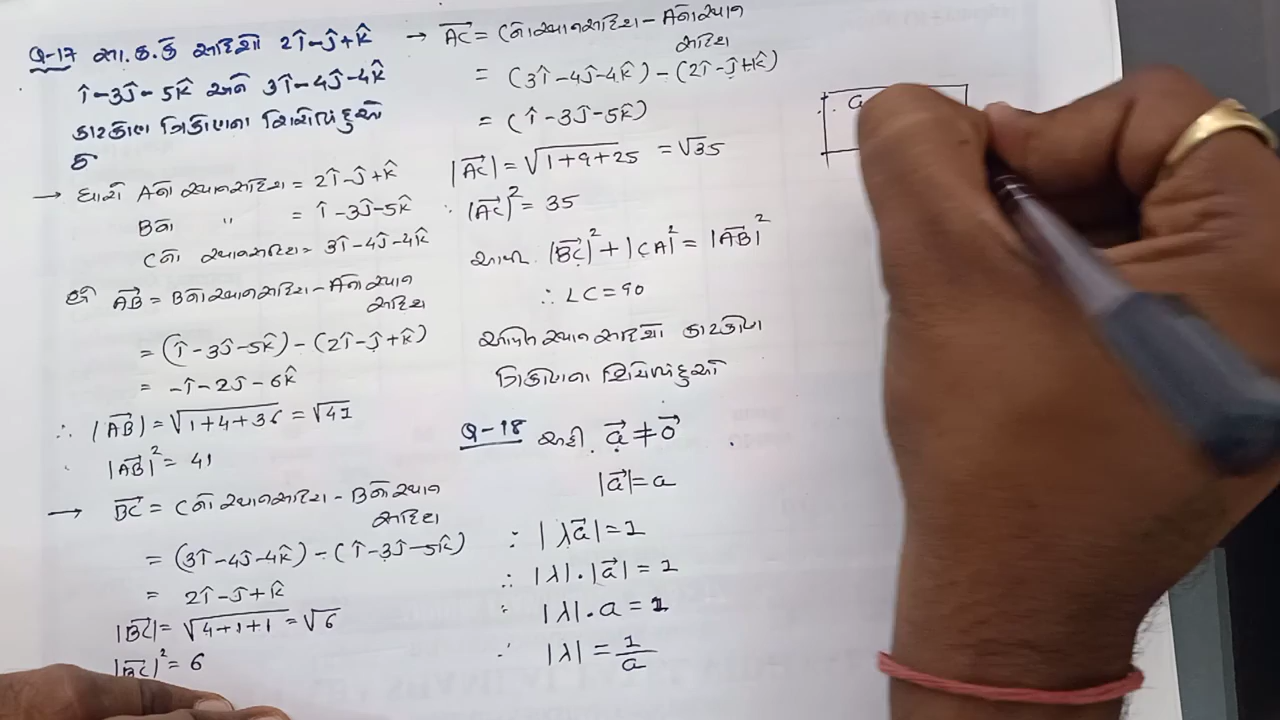 Q-17 સા.ક.કે સદિશો 2î-ĵ+k̂
î-3ĵ-5k̂ અને 3î-4ĵ-4k̂
કાટકોણ ત્રિકોણના શિરોબિંદુઓ
છે
→ ધારો Aનો સ્થાનસદિશ = 2î-ĵ+k̂
Bનો " = î-3ĵ-5k̂
Cનો સ્થાનસદિશ = 3î-4ĵ-4k̂
AB = Bનો સ્થાનસદિશ - Aનો સ્થાન
સદિશ
= (î-3ĵ-5k̂) - (2î-ĵ+k̂)
= -î-2ĵ-6k̂
∴ |AB| = √1+4+36 = √41
|AB|² = 41
→ BC = Cનો સ્થાનસદિશ - Bનો સ્થાન
સદિશ
= (3î-4ĵ-4k̂) - (î-3ĵ-5k̂)
= 2î-ĵ+k̂
|BC| = √4+1+1 = √6
|BC|² = 6
→ AC = Cનો સ્થાનસદિશ - Aનો સ્થાન
સદિશ
= (3î-4ĵ-4k̂) - (2î-ĵ+k̂)
= (î-3ĵ-5k̂)
|AC| = √1+9+25 = √35
∴ |AC|² = 35
આમ |BC|² + |CA|² = |AB|²
∴ ∠C = 90
આપેલ સ્થાન સદિશો કાટકોણ
ત્રિકોણના શિરોબિંદુઓ
Q-18 અહીં a ≠ 0
|a| = a
∴ |λa| = 1
∴ |λ|·|a| = 1
∴ |λ|·a = 1
∴ |λ| = 1/a
a